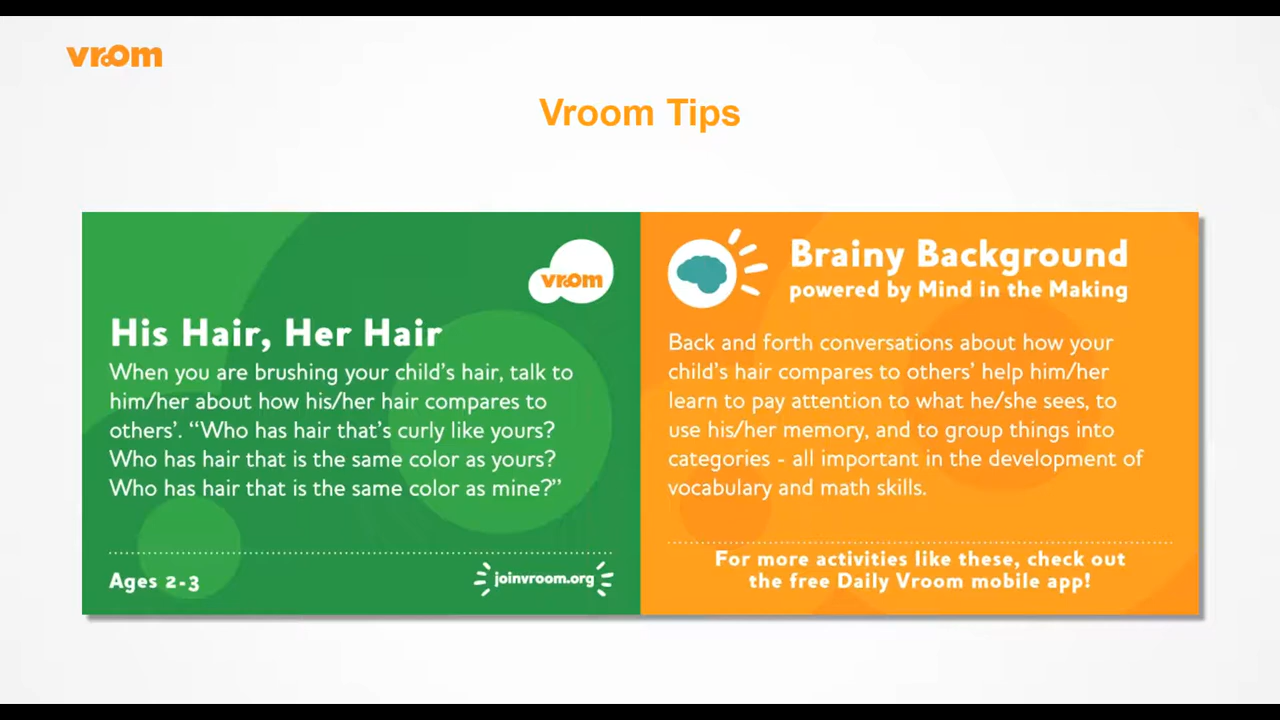 vroom
Vroom Tips
vroom
His Hair, Her Hair
When you are brushing your child's hair, talk to
him/her about how his/her hair compares to
others'. “Who has hair that's curly like yours?
Who has hair that is the same color as yours?
Who has hair that is the same color as mine?”
Ages 2-3
joinvroom.org
Brainy Background
powered by Mind in the Making
Back and forth conversations about how your
child's hair compares to others' help him/her
learn to pay attention to what he/she sees, to
use his/her memory, and to group things into
categories - all important in the development of
vocabulary and math skills.
For more activities like these, check out
the free Daily Vroom mobile app!